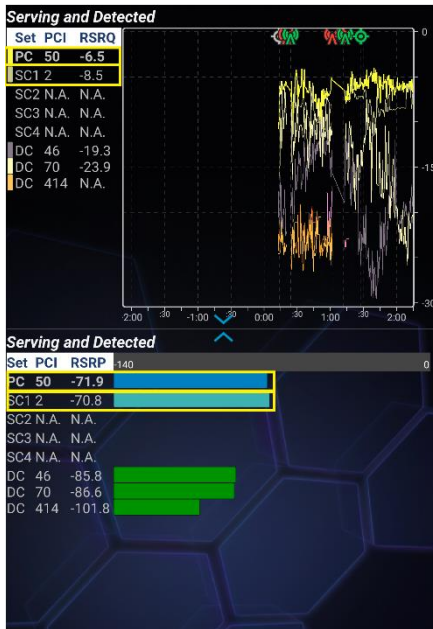 Serving and Detected
Set PCI RSRQ
PC 50 -6.5
SC1 2 -8.5
SC2 N.A. N.A.
SC3 N.A. N.A.
SC4 N.A. N.A.
DC 46 -19.3
DC 70 -23.9
DC 414 N.A.
0
-15
-30
2:00 :30 -1:00 :30 0:00 :30 1:00 :30 2:00
Serving and Detected
Set PCI RSRP -140 0
PC 50 -71.9
SC1 2 -70.8
SC2 N.A. N.A.
SC3 N.A. N.A.
SC4 N.A. N.A.
DC 46 -85.8
DC 70 -86.6
DC 414 -101.8